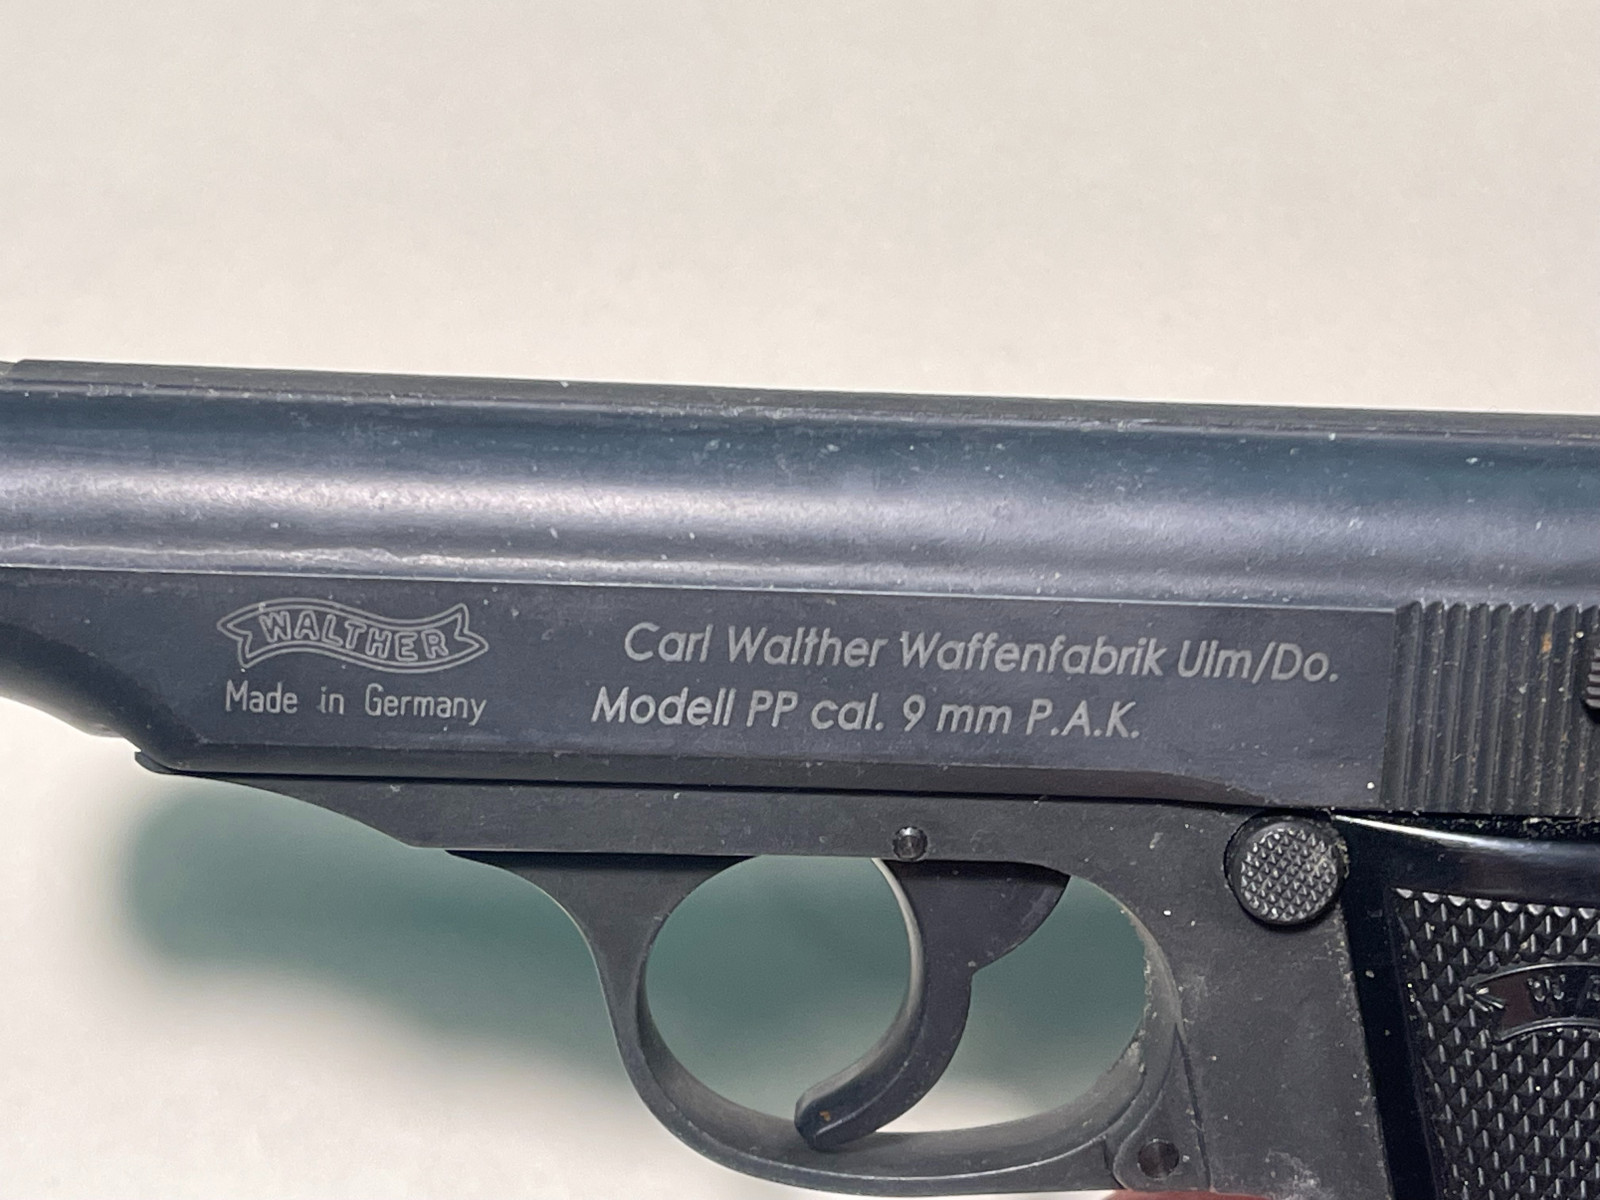 WALTHER
Made in Germany
Carl Walther Waffenfabrik Ulm/Do.
Modell PP cal. 9 mm P.A.K.